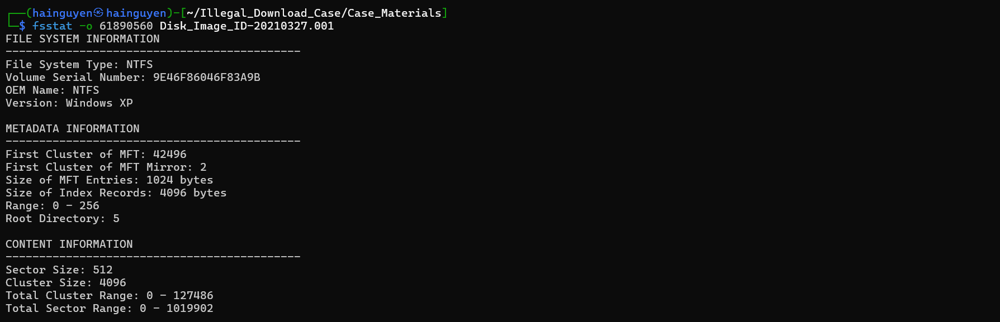 ┌──(hainguyen㉿hainguyen)-[~/Illegal_Download_Case/Case_Materials]
└─$ fsstat -o 61890560 Disk_Image_ID-20210327.001
FILE SYSTEM INFORMATION
--------------------------------------------
File System Type: NTFS
Volume Serial Number: 9E46F86046F83A9B
OEM Name: NTFS
Version: Windows XP

METADATA INFORMATION
--------------------------------------------
First Cluster of MFT: 42496
First Cluster of MFT Mirror: 2
Size of MFT Entries: 1024 bytes
Size of Index Records: 4096 bytes
Range: 0 - 256
Root Directory: 5

CONTENT INFORMATION
--------------------------------------------
Sector Size: 512
Cluster Size: 4096
Total Cluster Range: 0 - 127486
Total Sector Range: 0 - 1019902